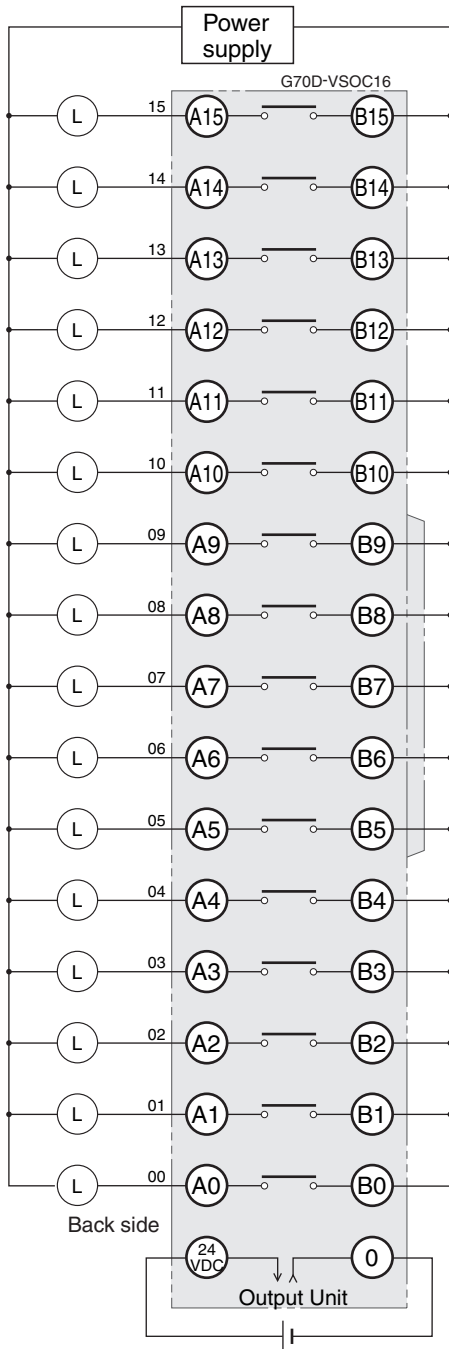 Power
supply
G70D-VSOC16
L 15 A15 B15
L 14 A14 B14
L 13 A13 B13
L 12 A12 B12
L 11 A11 B11
L 10 A10 B10
L 09 A9 B9
L 08 A8 B8
L 07 A7 B7
L 06 A6 B6
L 05 A5 B5
L 04 A4 B4
L 03 A3 B3
L 02 A2 B2
L 01 A1 B1
L 00 A0 B0
Back side
24
VDC
0
Output Unit